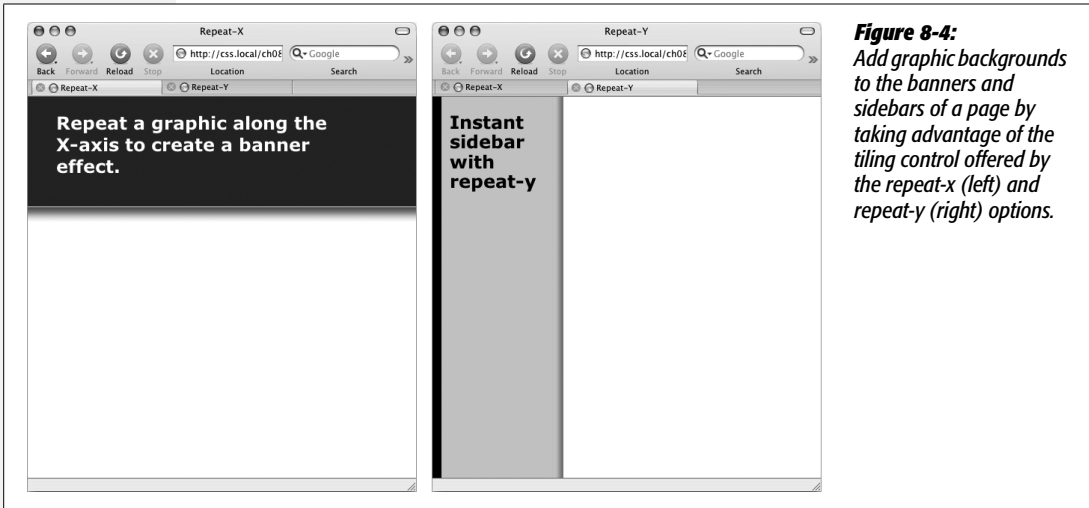 Repeat-X
Back Forward Reload Stop
http://css.local/ch08
Google
Location Search
Repeat-X Repeat-Y
Repeat a graphic along the
X-axis to create a banner
effect.
Repeat-Y
Back Forward Reload Stop
http://css.local/ch08
Google
Location Search
Repeat-X Repeat-Y
Instant
sidebar
with
repeat-y
Figure 8-4:
Add graphic backgrounds
to the banners and
sidebars of a page by
taking advantage of the
tiling control offered by
the repeat-x (left) and
repeat-y (right) options.